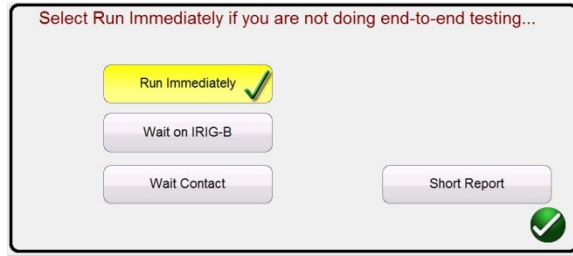 Select Run Immediately if you are not doing end-to-end testing...
Run Immediately
Wait on IRIG-B
Wait Contact
Short Report